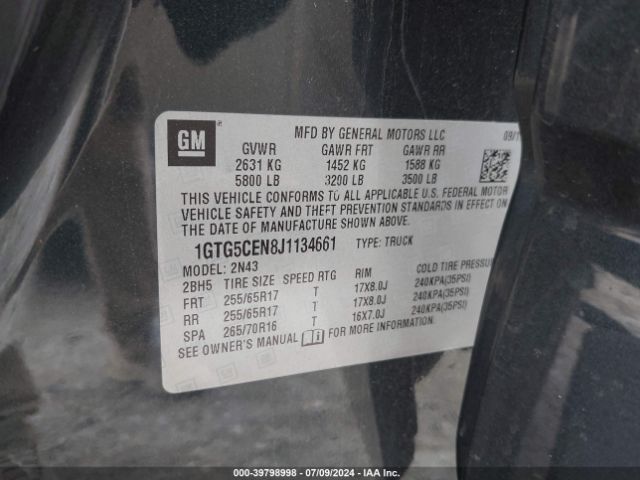 GM
MFD BY GENERAL MOTORS LLC 09/1
GVWR GAWR FRT GAWR RR
2631 KG 1452 KG 1588 KG
5800 LB 3200 LB 3500 LB
THIS VEHICLE CONFORMS TO ALL APPLICABLE U.S. FEDERAL MOTOR
VEHICLE SAFETY AND THEFT PREVENTION STANDARDS IN EFFECT ON
THE DATE OF MANUFACTURE SHOWN ABOVE.
1GTG5CEN8J1134661 TYPE: TRUCK
MODEL: 2N43
2BH5 TIRE SIZE SPEED RTG RIM COLD TIRE PRESSUR
FRT 255/65R17 T 17X8.0J 240KPA(35PSI)
RR 255/65R17 T 17X8.0J 240KPA(35PSI)
SPA 265/70R16 T 16X7.0J 240KPA(35PSI)
SEE OWNER'S MANUAL FOR MORE INFORMATION.
000-39798998 | 07/09/2024 | IAA Inc.